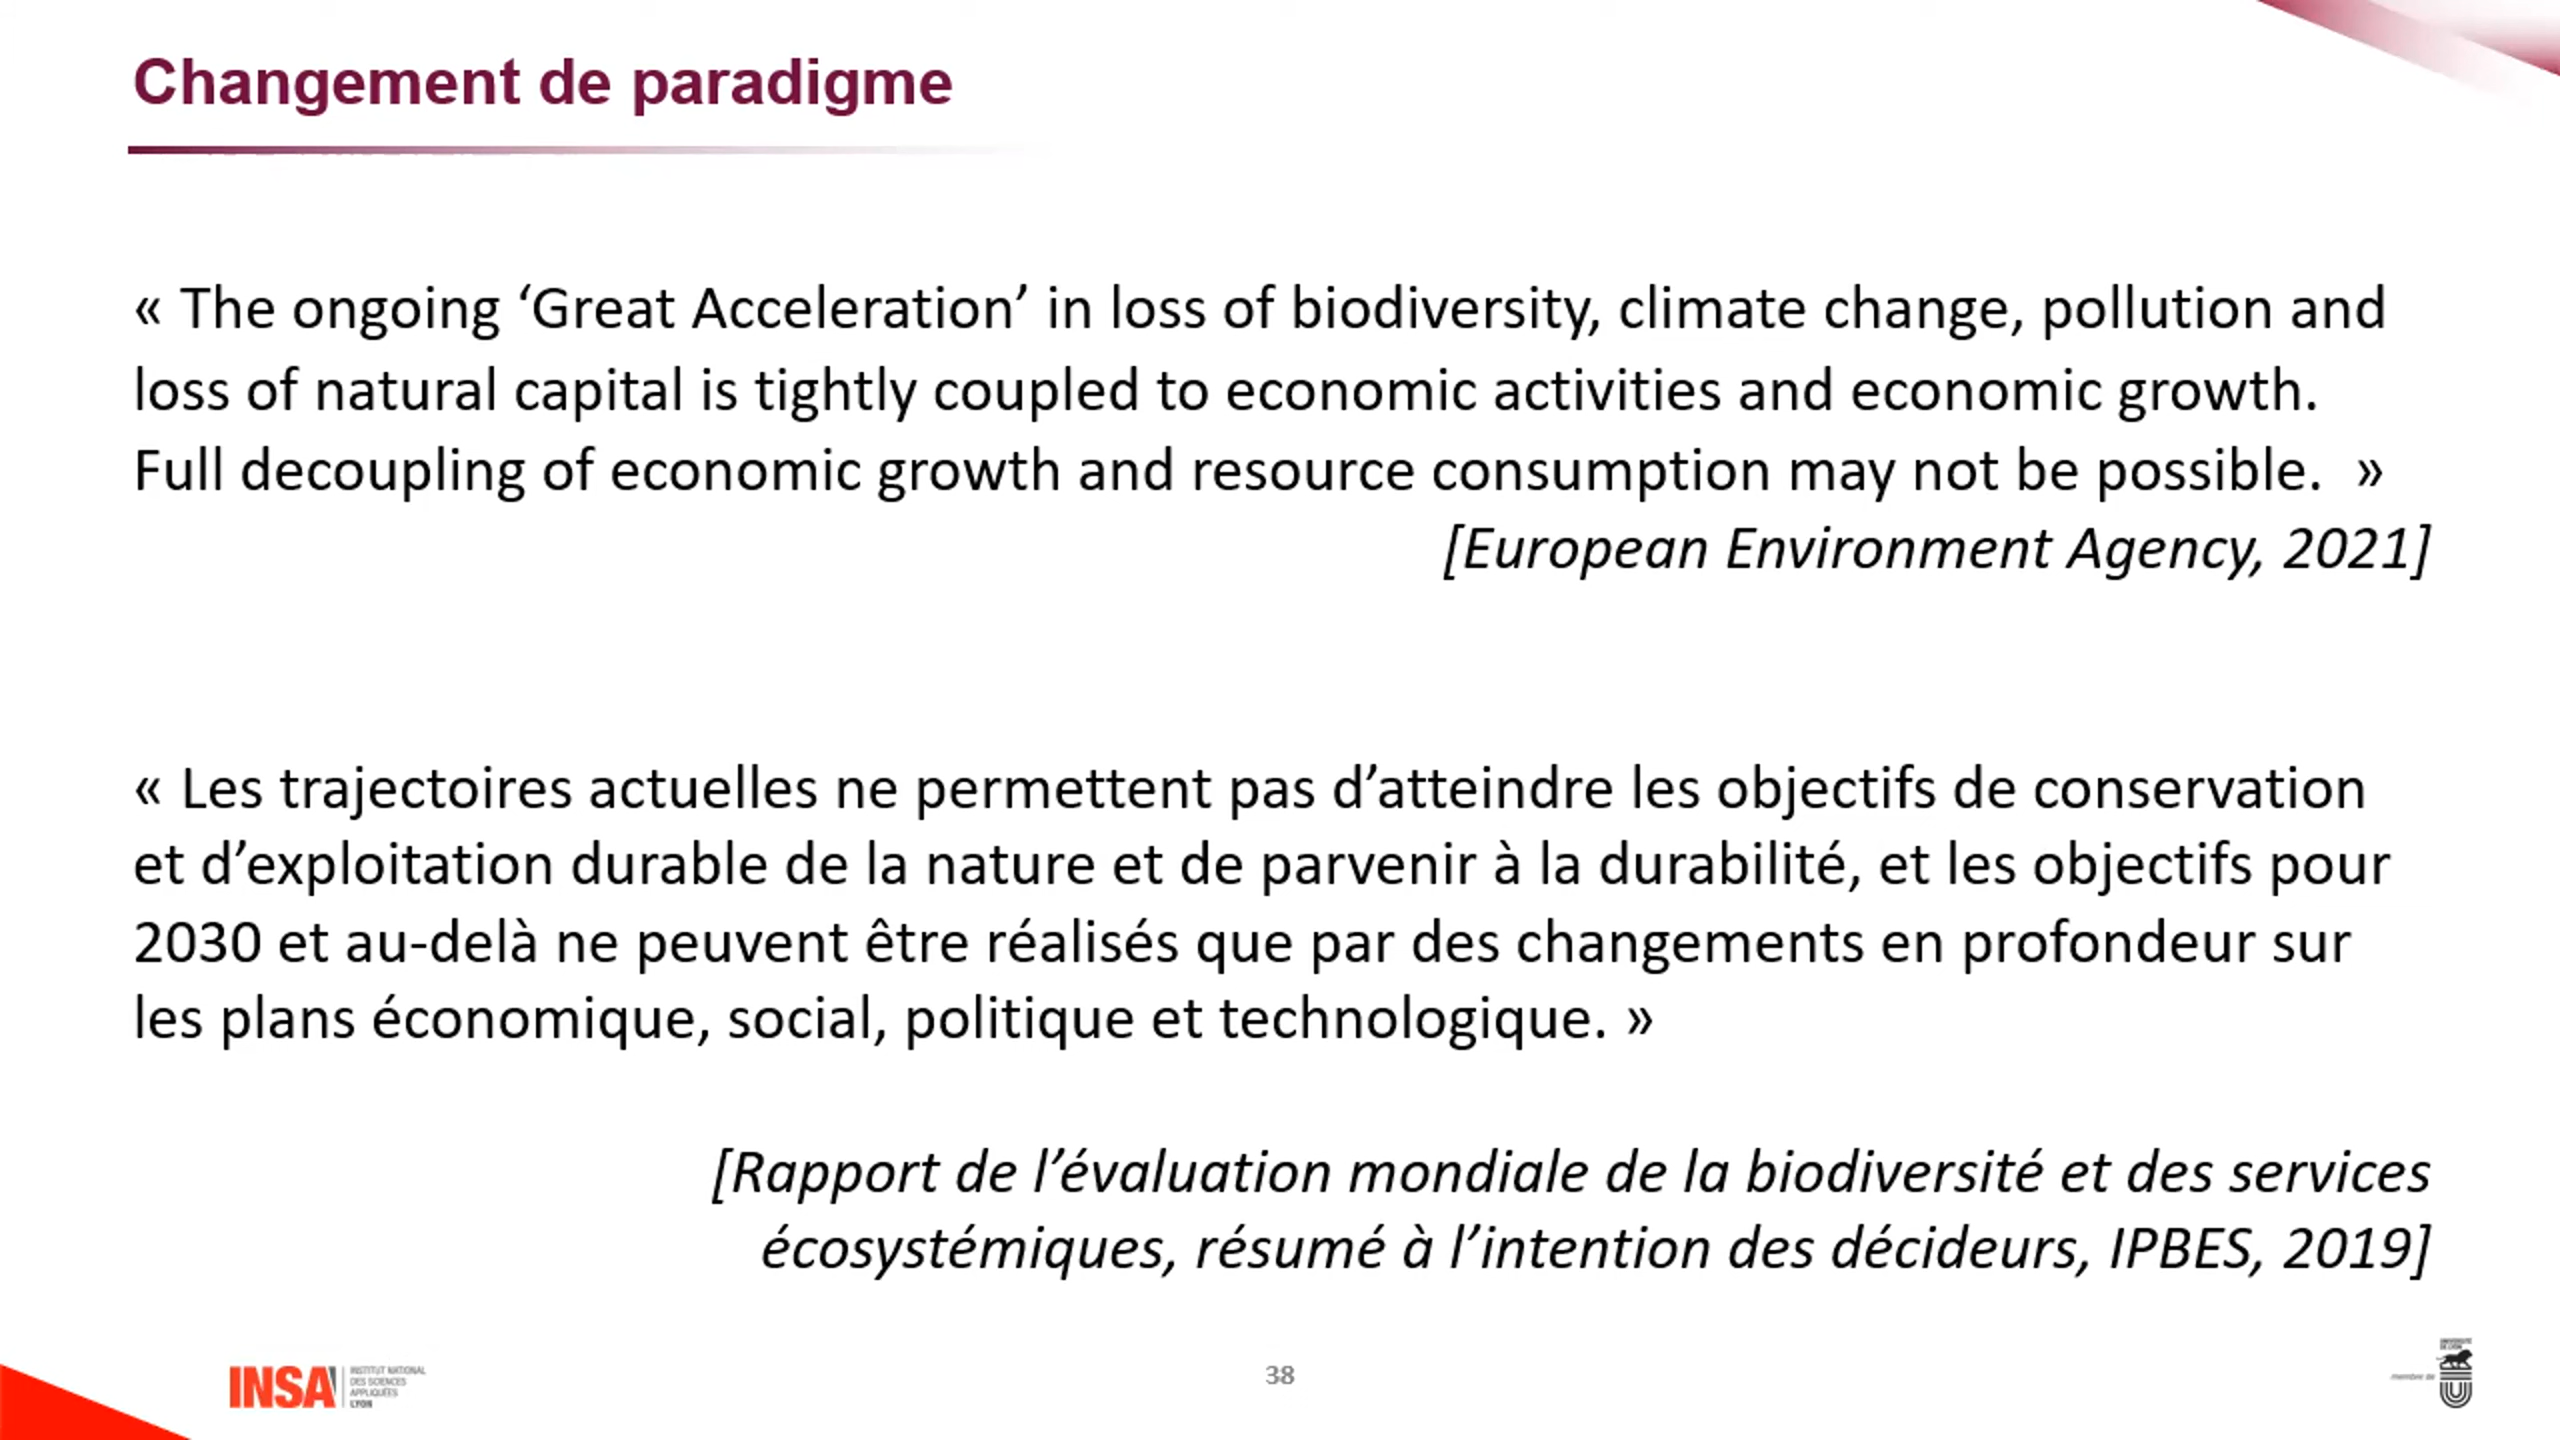 Changement de paradigme
« The ongoing ‘Great Acceleration’ in loss of biodiversity, climate change, pollution and
loss of natural capital is tightly coupled to economic activities and economic growth.
Full decoupling of economic growth and resource consumption may not be possible.  »
[European Environment Agency, 2021]
« Les trajectoires actuelles ne permettent pas d’atteindre les objectifs de conservation
et d’exploitation durable de la nature et de parvenir à la durabilité, et les objectifs pour
2030 et au-delà ne peuvent être réalisés que par des changements en profondeur sur
les plans économique, social, politique et technologique. »
[Rapport de l’évaluation mondiale de la biodiversité et des services
écosystémiques, résumé à l’intention des décideurs, IPBES, 2019]
INSA
INSTITUT NATIONAL
DES SCIENCES
APPLIQUÉES
LYON
38
membre de
UNIVERSITÉ
DE LYON